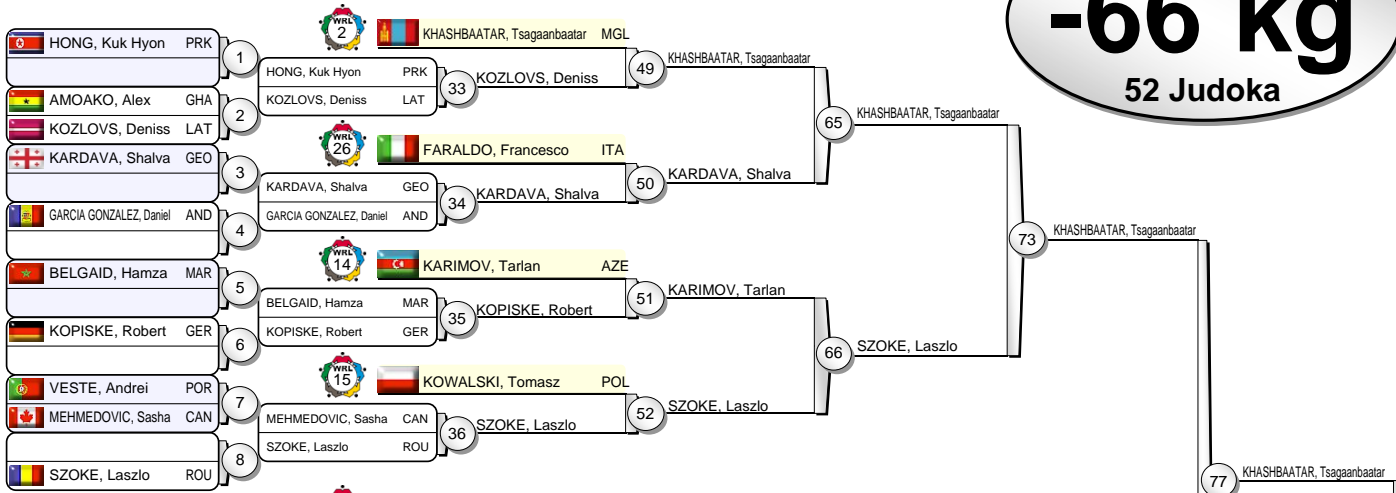 -66 kg
52 Judoka
HONG, Kuk Hyon PRK
1
AMOAKO, Alex GHA
KOZLOVS, Deniss LAT
2
KARDAVA, Shalva GEO
3
GARCIA GONZALEZ, Daniel AND
4
BELGAID, Hamza MAR
5
KOPISKE, Robert GER
6
VESTE, Andrei POR
MEHMEDOVIC, Sasha CAN
7
SZOKE, Laszlo ROU
8
WRL
2
KHASHBAATAR, Tsagaanbaatar MGL
HONG, Kuk Hyon PRK
KOZLOVS, Deniss LAT
33
KOZLOVS, Deniss
WRL
26
FARALDO, Francesco ITA
KARDAVA, Shalva GEO
GARCIA GONZALEZ, Daniel AND
34
KARDAVA, Shalva
WRL
14
KARIMOV, Tarlan AZE
BELGAID, Hamza MAR
KOPISKE, Robert GER
35
KOPISKE, Robert
WRL
15
KOWALSKI, Tomasz POL
MEHMEDOVIC, Sasha CAN
SZOKE, Laszlo ROU
36
SZOKE, Laszlo
49
KHASHBAATAR, Tsagaanbaatar
50
KARDAVA, Shalva
51
KARIMOV, Tarlan
52
SZOKE, Laszlo
65
KHASHBAATAR, Tsagaanbaatar
66
SZOKE, Laszlo
73
KHASHBAATAR, Tsagaanbaatar
77
KHASHBAATAR, Tsagaanbaatar